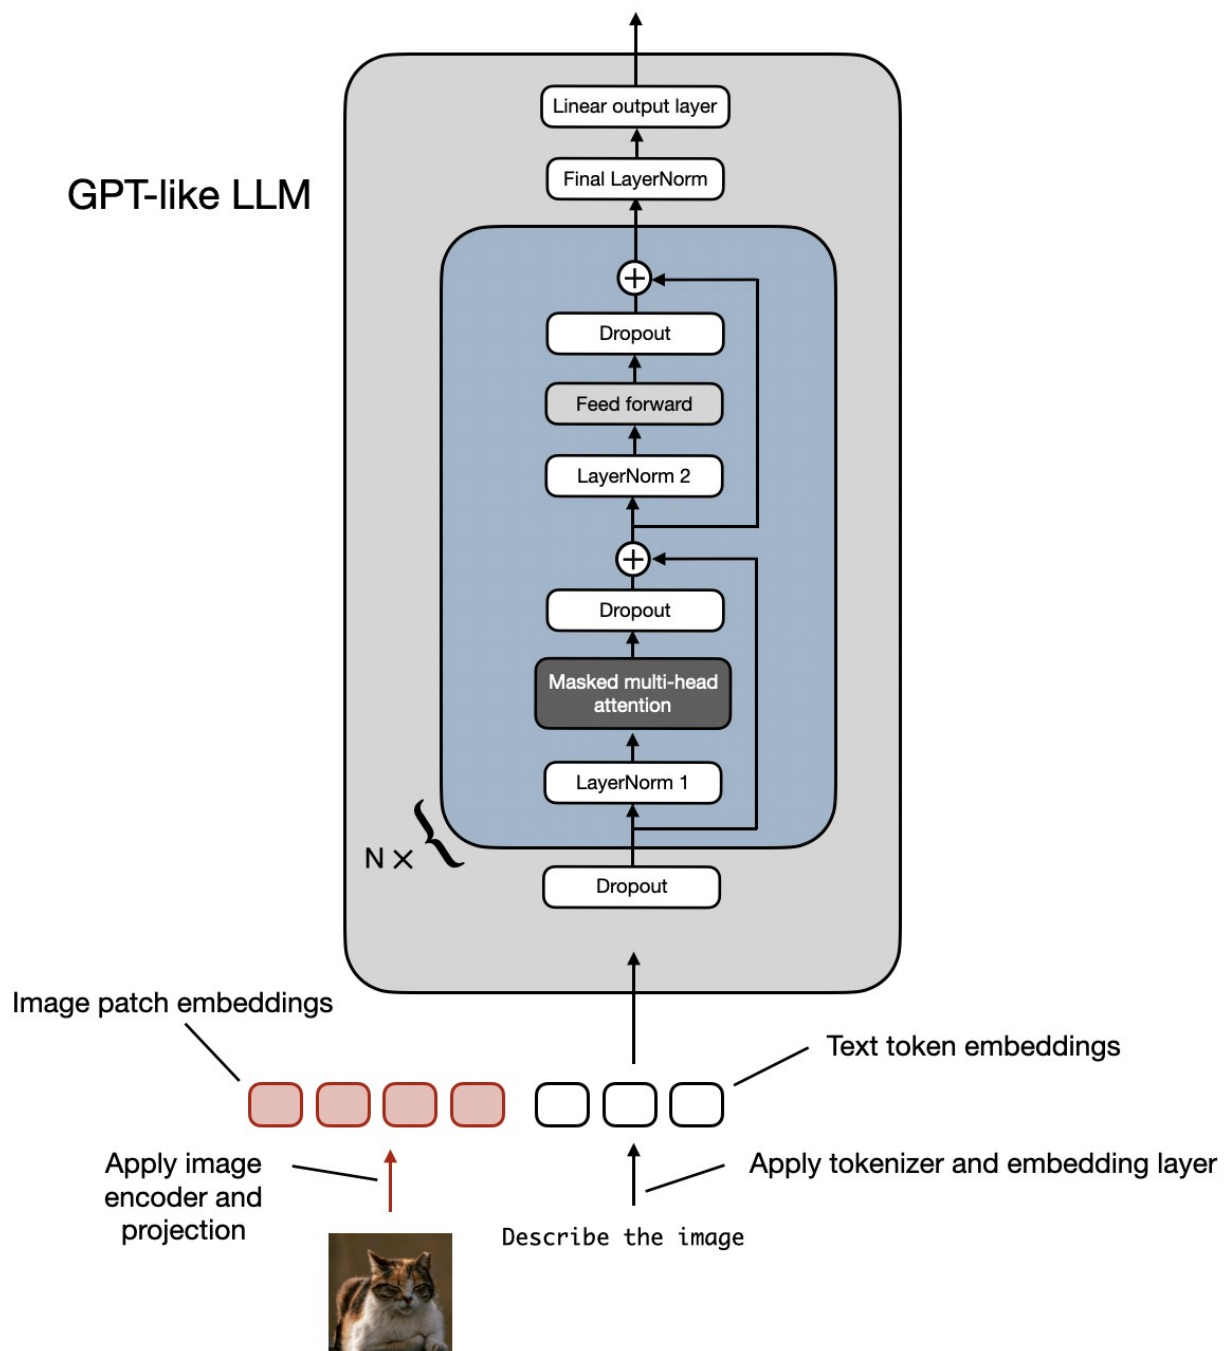 Linear output layer
Final LayerNorm
GPT-like LLM
Dropout
Feed forward
LayerNorm 2
Dropout
Masked multi-head
attention
LayerNorm 1
N ×
Dropout
Image patch embeddings
Text token embeddings
Apply image
encoder and
projection
Apply tokenizer and embedding layer
Describe the image